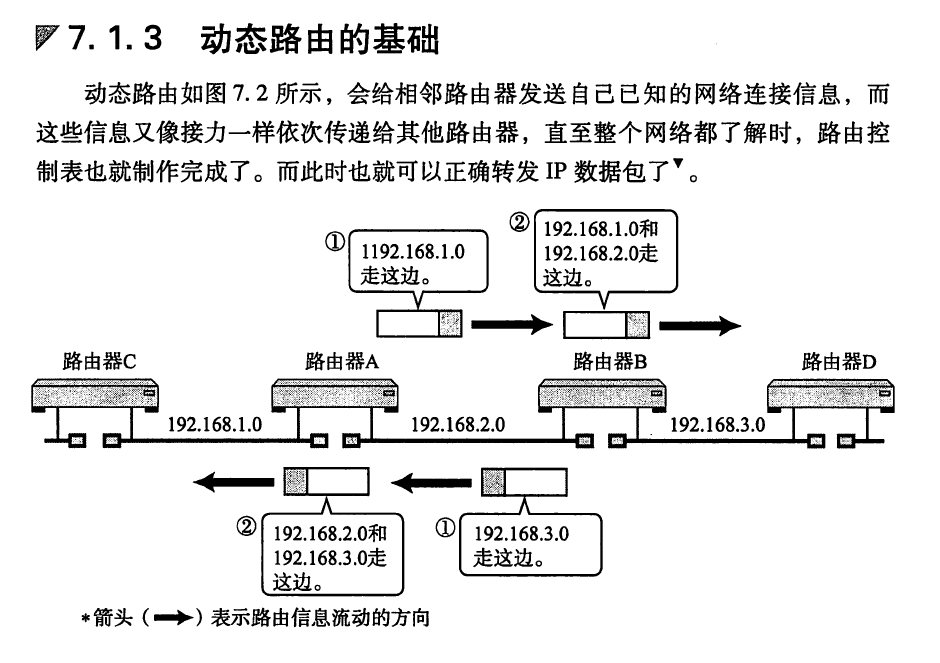 7.1.3 动态路由的基础
动态路由如图7.2所示，会给相邻路由器发送自己已知的网络连接信息，而
这些信息又像接力一样依次传递给其他路由器，直至整个网络都了解时，路由控
制表也就制作完成了。而此时也就可以正确转发IP数据包了▼。
①
1192.168.1.0
走这边。
②
192.168.1.0和
192.168.2.0走
这边。
路由器C
路由器A
路由器B
路由器D
192.168.1.0
192.168.2.0
192.168.3.0
②
192.168.2.0和
192.168.3.0走
这边。
①
192.168.3.0
走这边。
*箭头（➡）表示路由信息流动的方向